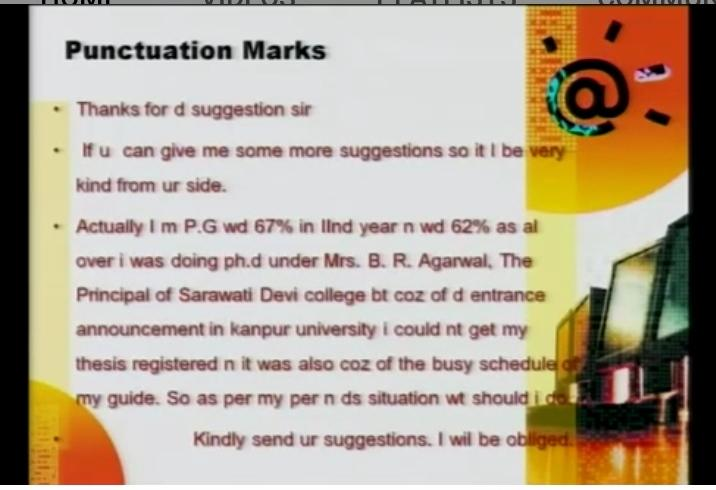 Punctuation Marks
• Thanks for d suggestion sir
• If u can give me some more suggestions so it l be very
kind from ur side.
• Actually I m P.G wd 67% in IInd year n wd 62% as al
over i was doing ph.d under Mrs. B. R. Agarwal, The
Principal of Sarawati Devi college bt coz of d entrance
announcement in kanpur university i could nt get my
thesis registered n it was also coz of the busy schedule of
my guide. So as per my per n ds situation wt should i do.
• Kindly send ur suggestions. I wil be obliged.
@